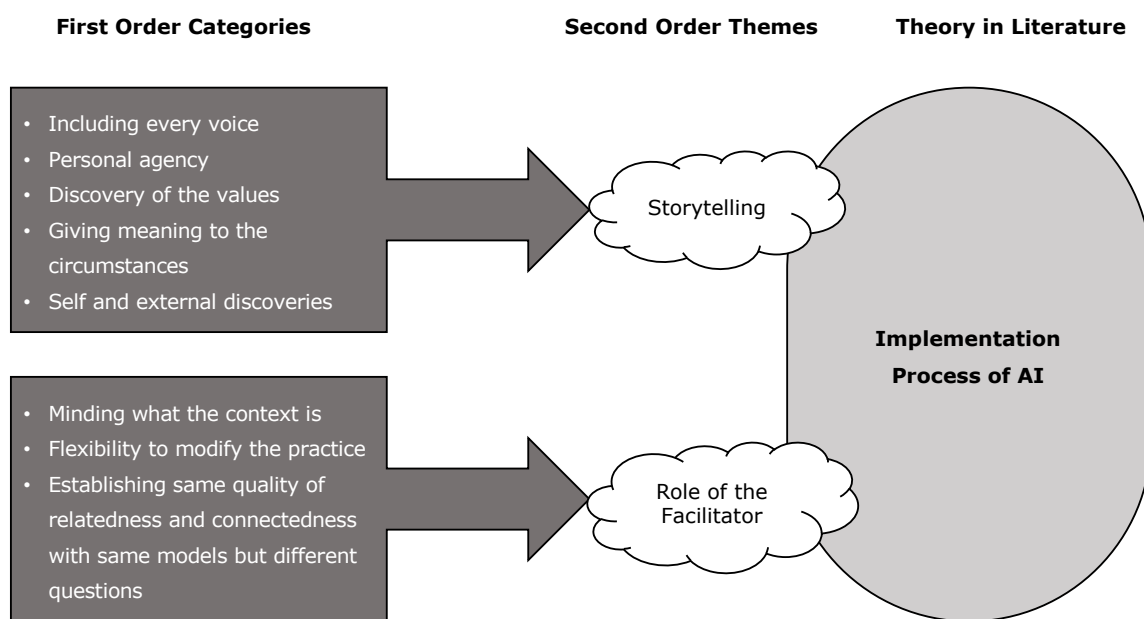 First Order Categories
Second Order Themes
Theory in Literature
• Including every voice
• Personal agency
• Discovery of the values
• Giving meaning to the
circumstances
• Self and external discoveries
Storytelling
Implementation
Process of AI
• Minding what the context is
• Flexibility to modify the practice
• Establishing same quality of
relatedness and connectedness
with same models but different
questions
Role of the
Facilitator